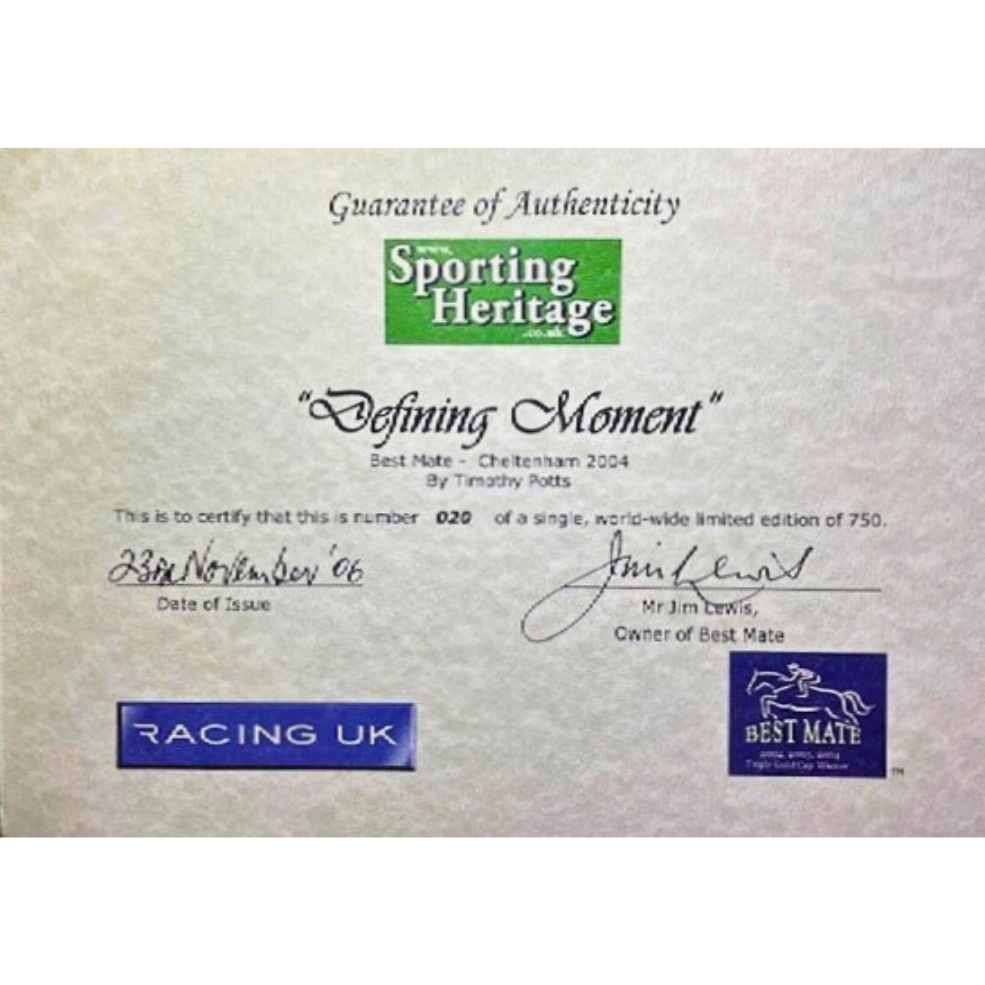 Guarantee of Authenticity
www.
Sporting
Heritage
.co.uk
"Defining Moment"
Best Mate - Cheltenham 2004
By Timothy Potts
This is to certify that this is number 020 of a single, world-wide limited edition of 750.
23rd November '06
Jim Lewis
Date of Issue
Mr Jim Lewis,
Owner of Best Mate
RACING UK
BEST MATE
2002, 2003, 2004
Triple Gold Cup Winner
TM